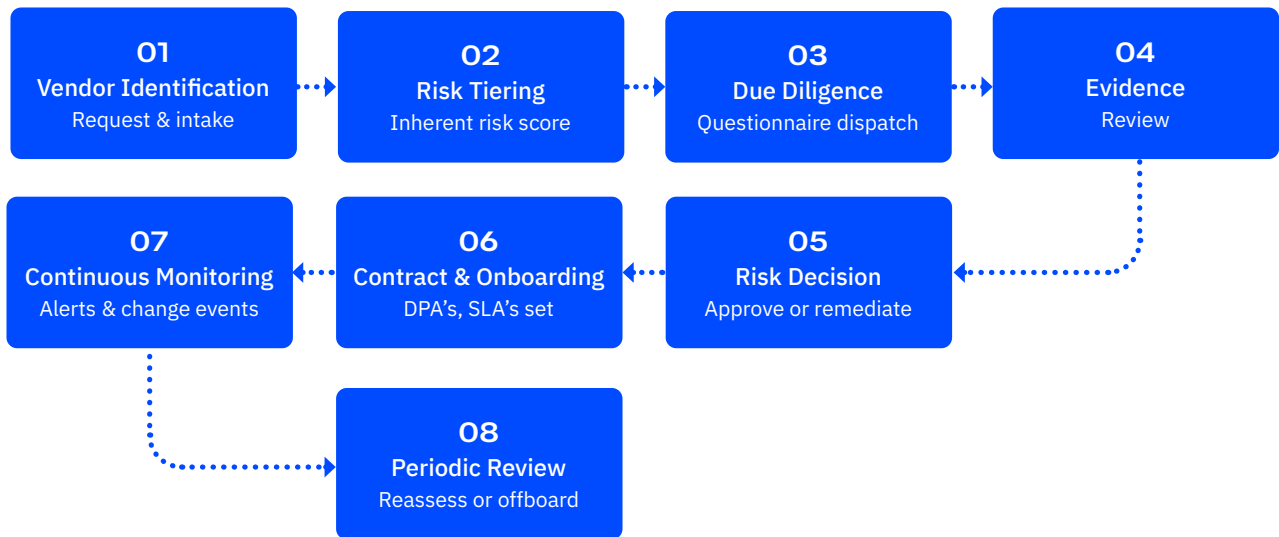 01
Vendor Identification
Request & intake
02
Risk Tiering
Inherent risk score
03
Due Diligence
Questionnaire dispatch
04
Evidence
Review
05
Risk Decision
Approve or remediate
06
Contract & Onboarding
DPA’s, SLA’s set
07
Continuous Monitoring
Alerts & change events
08
Periodic Review
Reassess or offboard